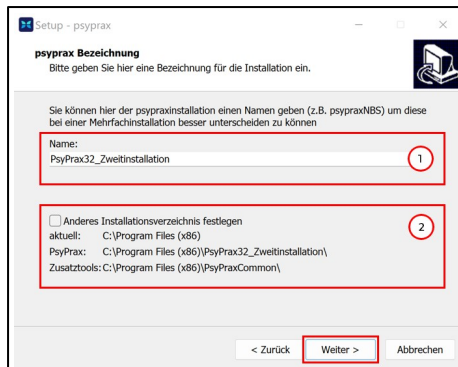 Setup - psyprax
psyprax Bezeichnung
Bitte geben Sie hier eine Bezeichnung für die Installation ein.
Sie können hier der psypraxinstallation einen Namen geben (z.B. psypraxNBS) um diese
bei einer Mehrfachinstallation besser unterscheiden zu können
Name:
PsyPrax32_Zweitinstallation
1
Anderes Installationsverzeichnis festlegen
2
aktuell: C:\Program Files (x86)
PsyPrax: C:\Program Files (x86)\PsyPrax32_Zweitinstallation\
Zusatztools: C:\Program Files (x86)\PsyPraxCommon\
< Zurück Weiter > Abbrechen